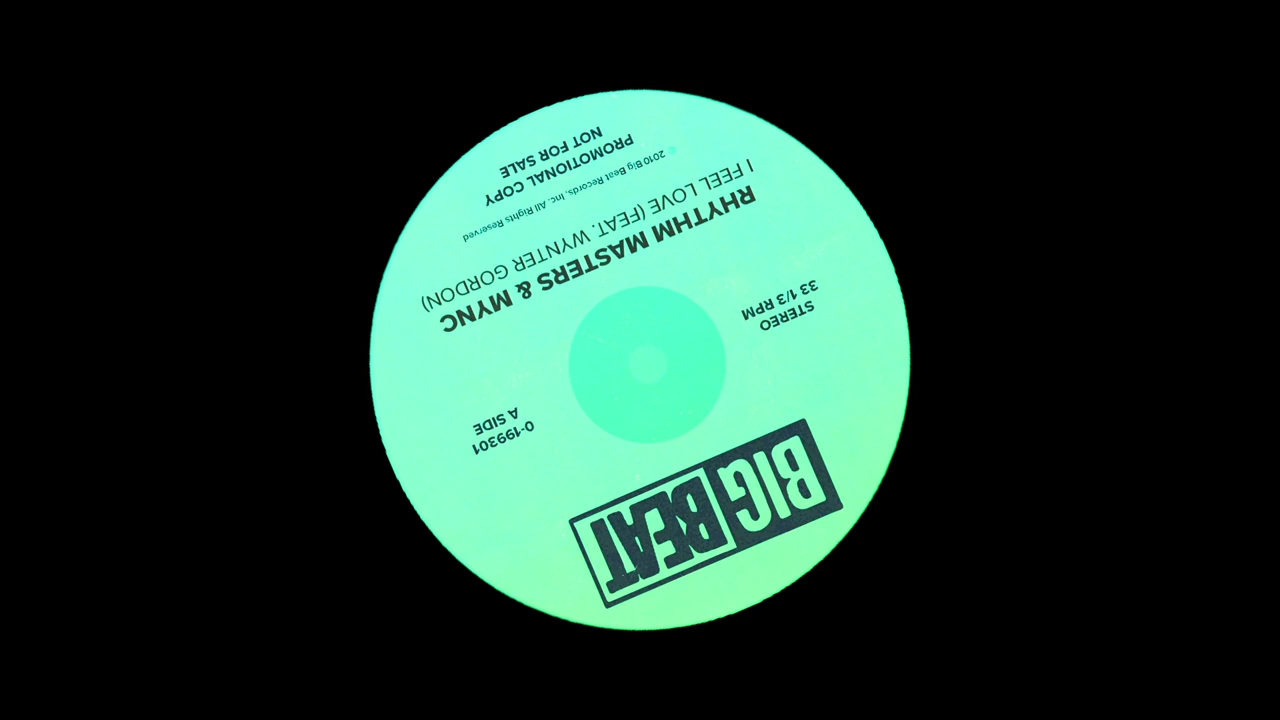 BIG BEAT
STEREO
33 1/3 RPM
0-199301
A SIDE
RHYTHM MASTERS & MYNC
I FEEL LOVE (FEAT. WYNTER GORDON)
2010 Big Beat Records, Inc. All Rights Reserved
PROMOTIONAL COPY
NOT FOR SALE